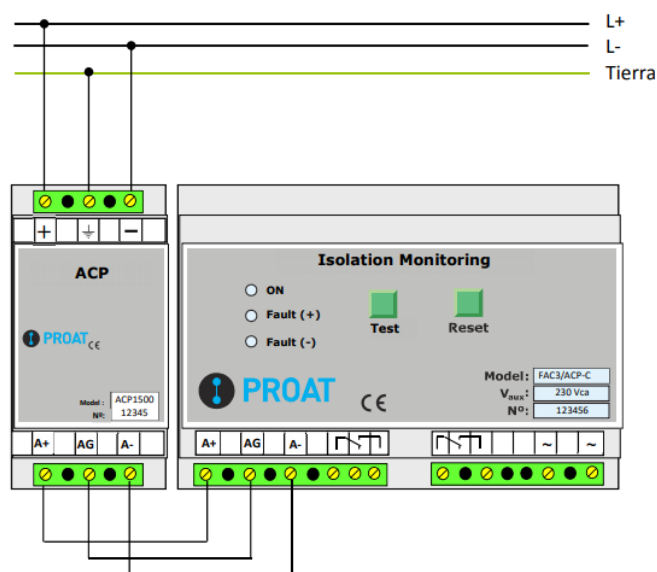 L+
L-
Tierra
+ ⏚ −
ACP
PROAT CE
Model : ACP1500
Nº: 12345
A+ AG A-
Isolation Monitoring
ON
Fault (+)
Fault (-)
Test
Reset
PROAT CE
Model: FAC3/ACP-C
Vaux: 230 Vca
Nº: 123456
A+ AG A- ~ ~